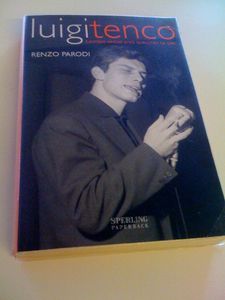 luigitenco
RENZO PARODI
SPERLING
PAPERBACK